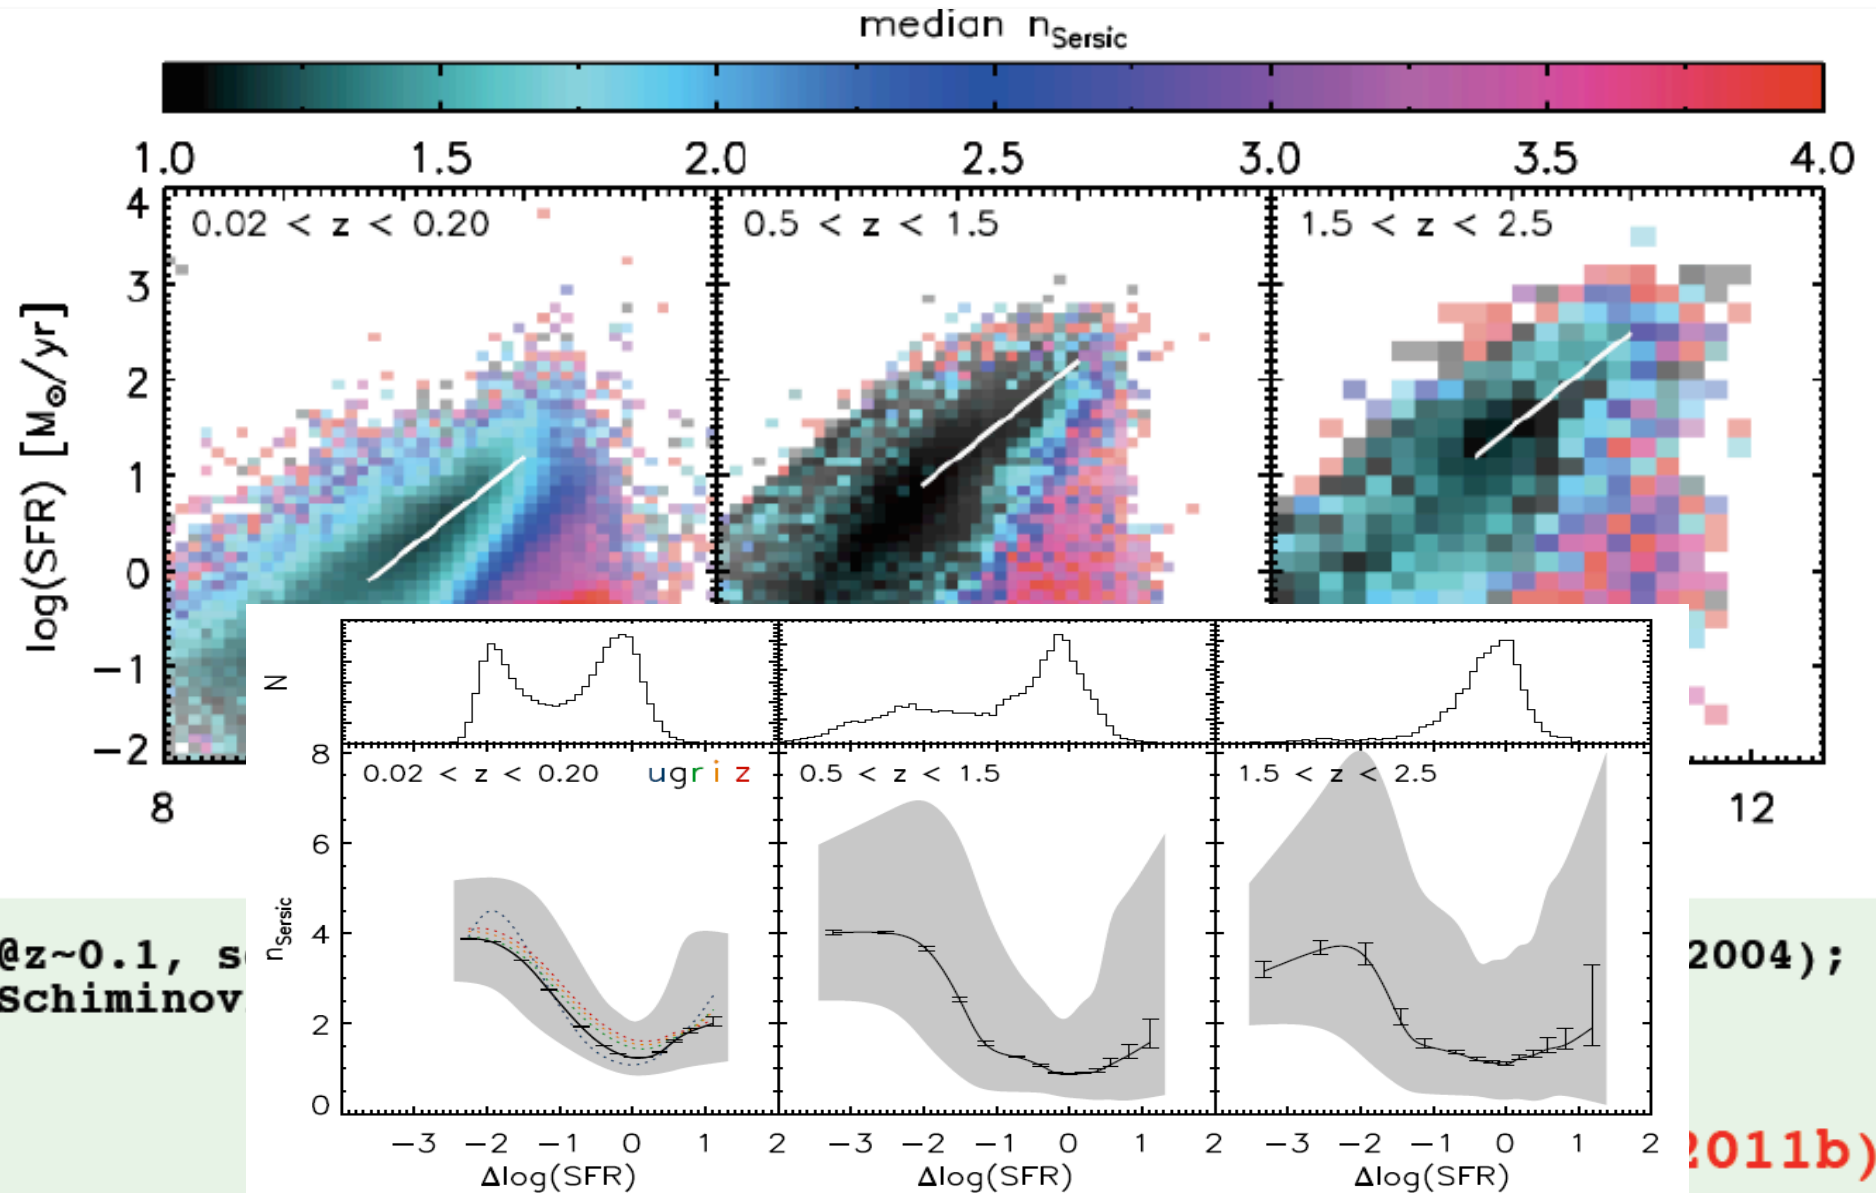 median nSersic
1.0 1.5 2.0 2.5 3.0 3.5 4.0
0.02 < z < 0.20
0.5 < z < 1.5
1.5 < z < 2.5
log(SFR) [M⊙/yr]
4
3
2
1
0
−1
−2
8
12
N
0.02 < z < 0.20 ugriz
0.5 < z < 1.5
1.5 < z < 2.5
nSersic
8
6
4
2
0
−3 −2 −1 0 1 2 −3 −2 −1 0 1 2 −3 −2 −1 0 1 2
Δlog(SFR) Δlog(SFR) Δlog(SFR)
@z~0.1, 2004);
Schiminov
2011b)